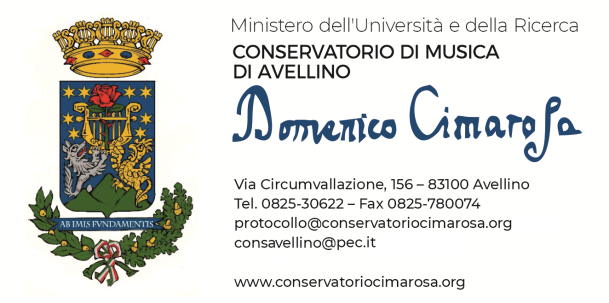 Ministero dell'Università e della Ricerca
CONSERVATORIO DI MUSICA
DI AVELLINO
Domenico Cimarosa
Via Circumvallazione, 156 – 83100 Avellino
Tel. 0825-30622 – Fax 0825-780074
protocollo@conservatoriocimarosa.org
consavellino@pec.it
www.conservatoriocimarosa.org
AB IMIS FVNDAMENTIS